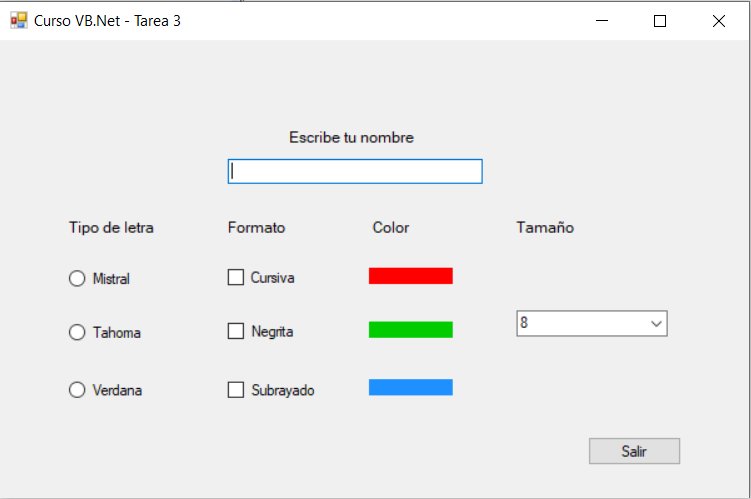 Curso VB.Net - Tarea 3
Escribe tu nombre
Tipo de letra Formato Color Tamaño
Mistral Cursiva
8
Tahoma Negrita
Verdana Subrayado
Salir